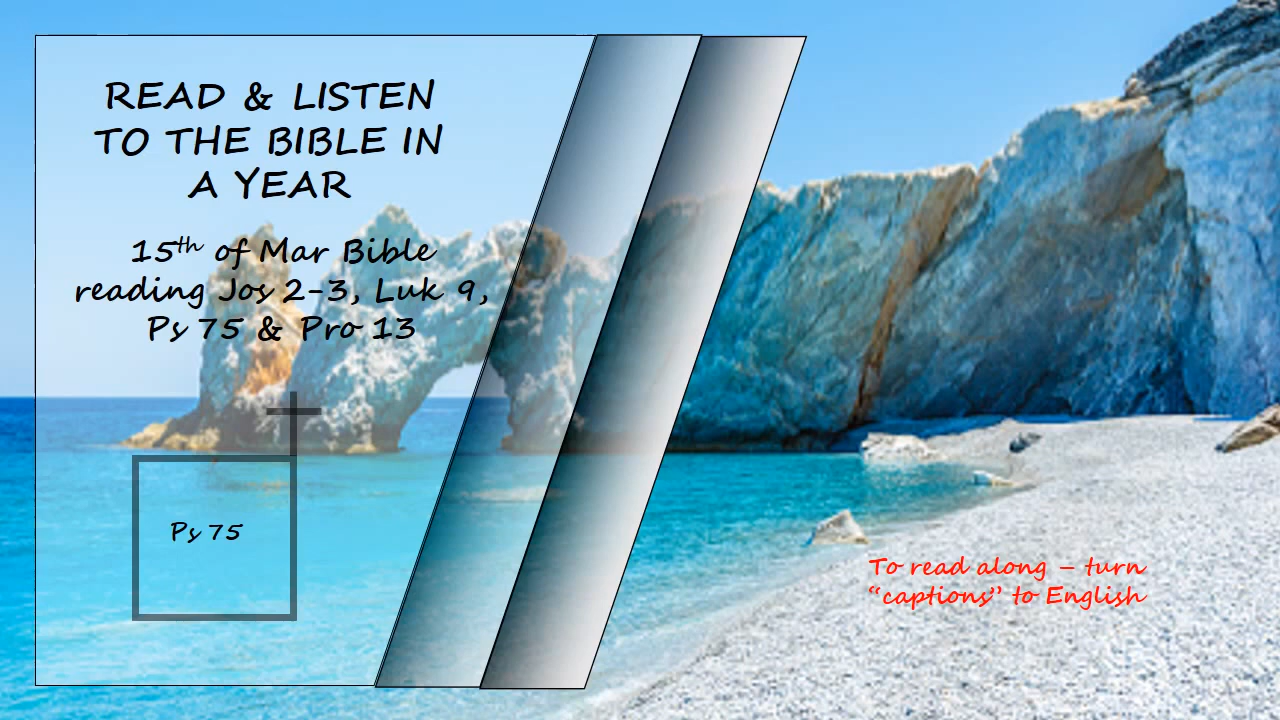 READ & LISTEN
TO THE BIBLE IN
A YEAR
15th of Mar Bible
reading Jos 2-3, Luk 9,
Ps 75 & Pro 13
Ps 75
To read along – turn
“captions” to English